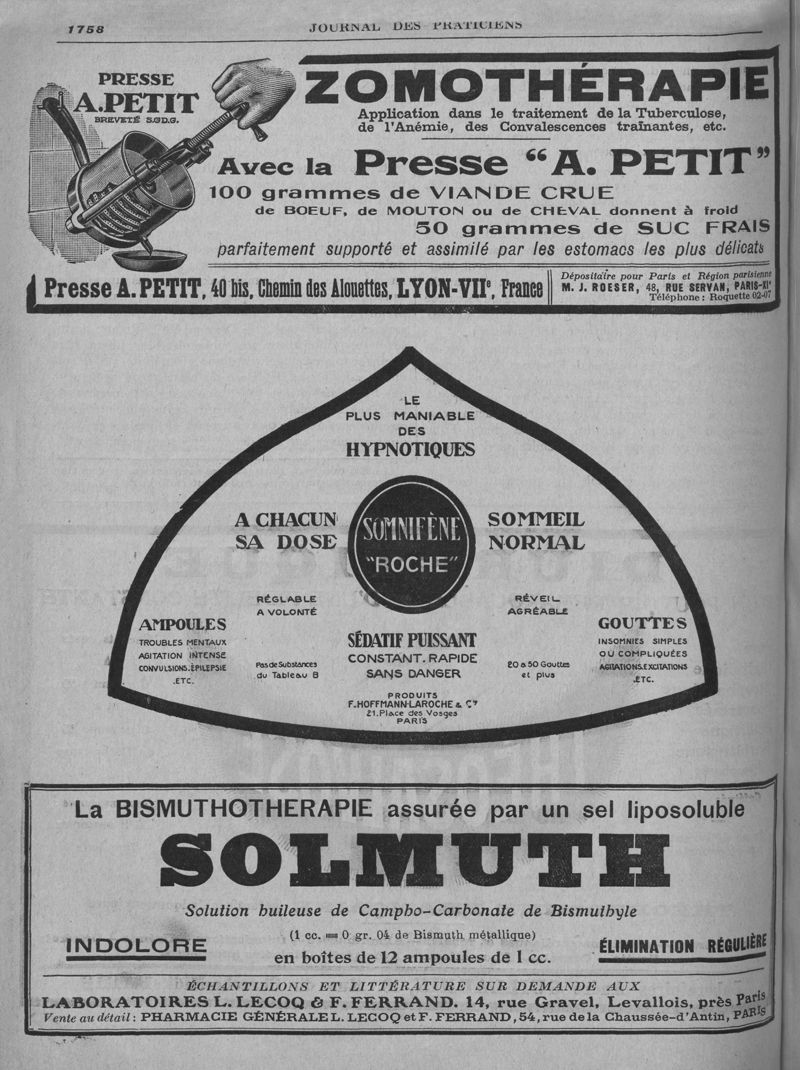 1758
JOURNAL DES PRATICIENS
PRESSE
A.PETIT
BREVETÉ S.G.D.G.
ZOMOTHÉRAPIE
Application dans le traitement de la Tuberculose,
de l'Anémie, des Convalescences traînantes, etc.
Avec la Presse "A. PETIT"
100 grammes de VIANDE CRUE
de BOEUF, de MOUTON ou de CHEVAL donnent à froid
50 grammes de SUC FRAIS
parfaitement supporté et assimilé par les estomacs les plus délicats
Presse A. PETIT, 40 bis, Chemin des Alouettes, LYON-VIIe, France
Dépositaire pour Paris et Région parisienne
M. J. ROESER, 48, RUE SERVAN, PARIS-XIe
Téléphone : Roquette 02-07
LE
PLUS MANIABLE
DES
HYPNOTIQUES
A CHACUN
SA DOSE
SOMNIFÈNE
"ROCHE"
SOMMEIL
NORMAL
RÉGLABLE
A VOLONTÉ
RÉVEIL
AGRÉABLE
AMPOULES
TROUBLES MENTAUX
AGITATION INTENSE
CONVULSIONS.ÉPILEPSIE
.ETC.
Pas de Substances
du Tableau B
SÉDATIF PUISSANT
CONSTANT. RAPIDE
SANS DANGER
20 à 50 Gouttes
et plus
GOUTTES
INSOMNIES SIMPLES
OU COMPLIQUÉES
AGITATIONS.EXCITATIONS
.ETC.
PRODUITS
F.HOFFMANN-LAROCHE & Cie
21.Place des Vosges
PARIS
La BISMUTHOTHERAPIE assurée par un sel liposoluble
SOLMUTH
Solution huileuse de Campho-Carbonate de Bismuthyle
INDOLORE
(1 cc. = 0 gr. 04 de Bismuth métallique)
en boîtes de 12 ampoules de 1 cc.
ÉLIMINATION RÉGULIÈRE
ÉCHANTILLONS ET LITTÉRATURE SUR DEMANDE AUX
LABORATOIRES L. LECOQ & F. FERRAND. 14, rue Gravel, Levallois, près Paris
Vente au détail : PHARMACIE GÉNÉRALE L. LECOQ et F. FERRAND, 54, rue de la Chaussée-d'Antin, PARIS